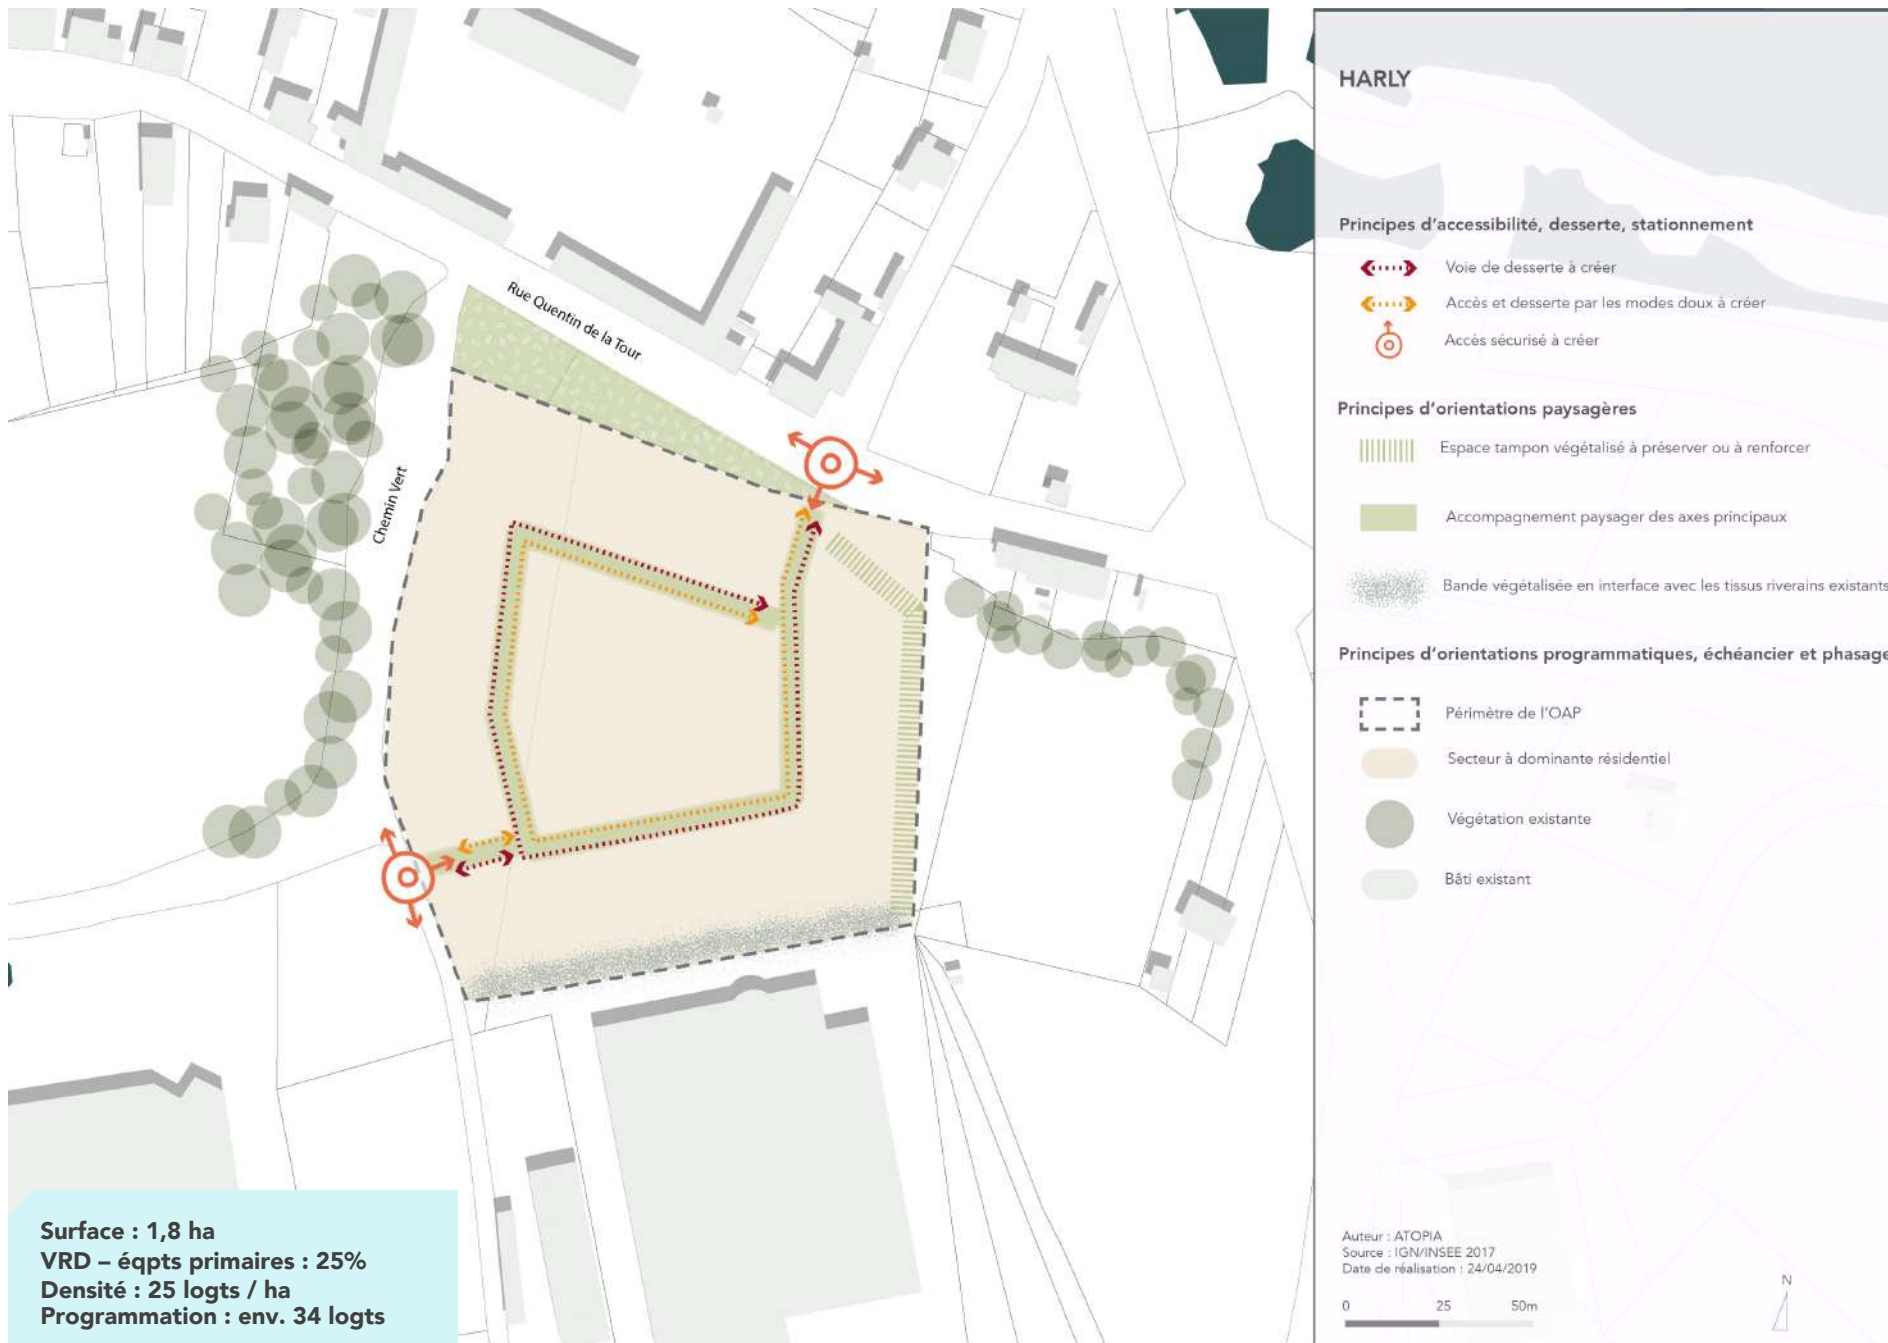 HARLY
Principes d'accessibilité, desserte, stationnement
Voie de desserte à créer
Accès et desserte par les modes doux à créer
Accès sécurisé à créer
Principes d'orientations paysagères
Espace tampon végétalisé à préserver ou à renforcer
Accompagnement paysager des axes principaux
Bande végétalisée en interface avec les tissus riverains existants
Principes d'orientations programmatiques, échéancier et phasage
Périmètre de l'OAP
Secteur à dominante résidentiel
Végétation existante
Bâti existant
Rue Quentin de la Tour
Chemin Vert
Surface : 1,8 ha
VRD – éqpts primaires : 25%
Densité : 25 logts / ha
Programmation : env. 34 logts
Auteur : ATOPIA
Source : IGN/INSEE 2017
Date de réalisation : 24/04/2019
0 25 50m
N